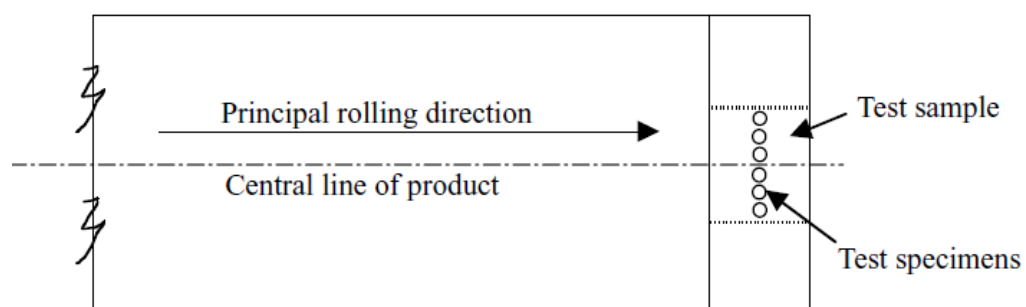 Principal rolling direction
Test sample
Central line of product
Test specimens